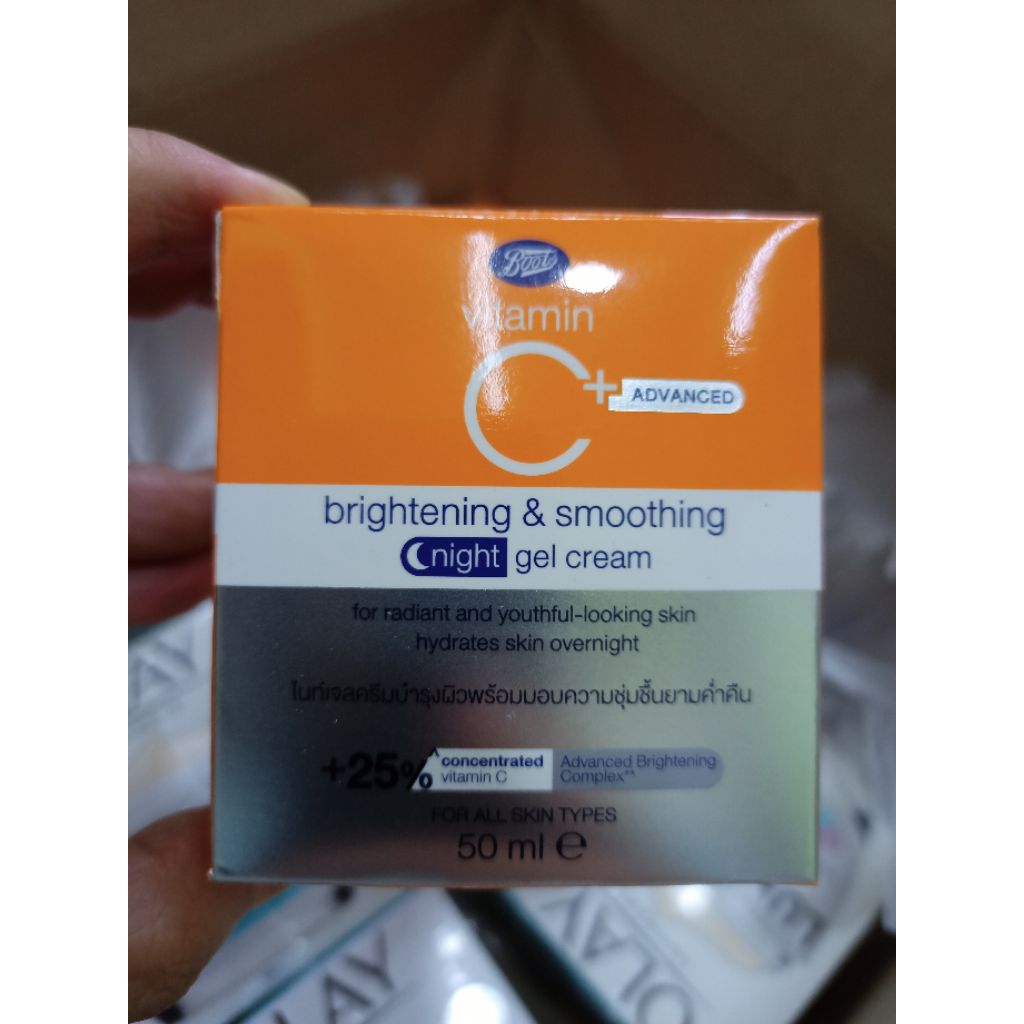 Boots
vitamin
C+ ADVANCED
brightening & smoothing
night gel cream
for radiant and youthful-looking skin
hydrates skin overnight
ไนท์เจลครีมบำรุงผิวพร้อมมอบความชุ่มชื้นยามค่ำคืน
+25%^ concentrated vitamin C Advanced Brightening Complex**
FOR ALL SKIN TYPES
50 ml e
OLAY